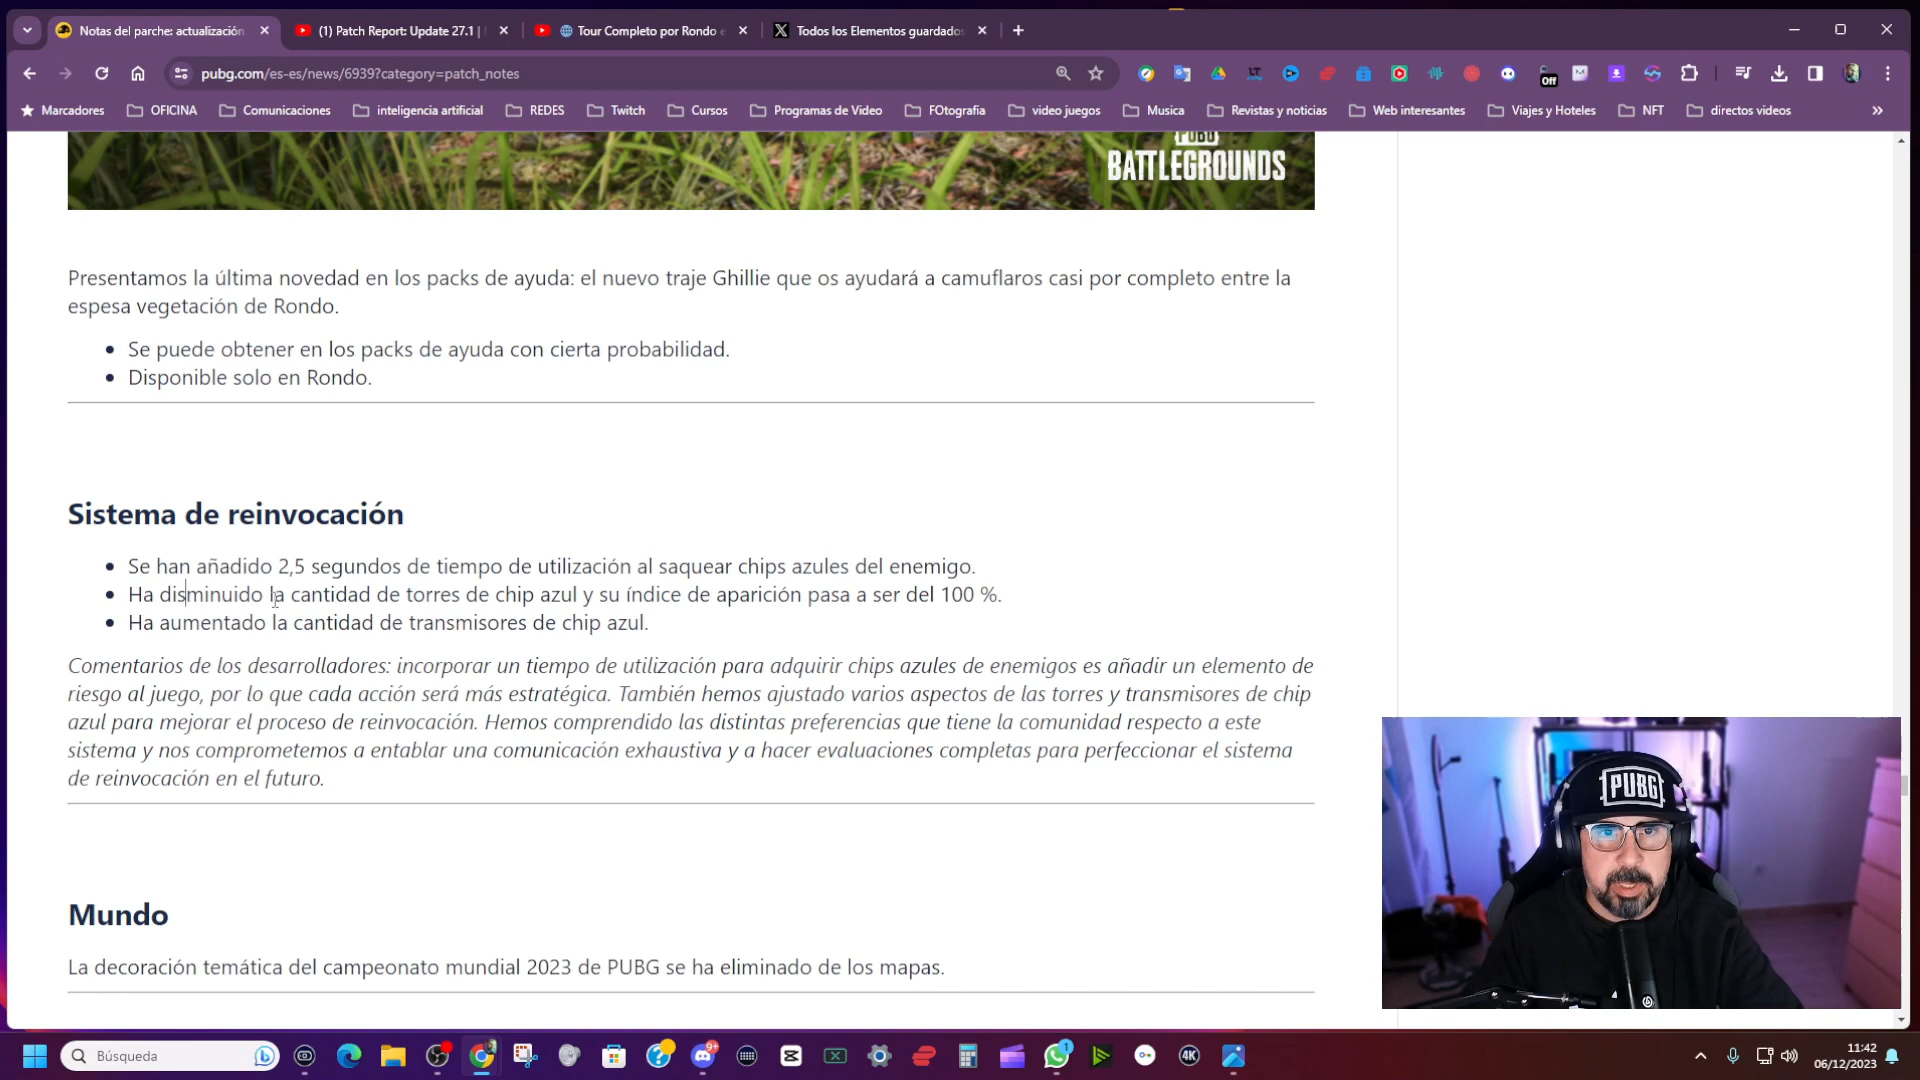 Notas del parche: actualización
(1) Patch Report: Update 27.1 |
Tour Completo por Rondo e
Todos los Elementos guardados
pubg.com/es-es/news/6939?category=patch_notes
Off
Marcadores
OFICINA
Comunicaciones
inteligencia artificial
REDES
Twitch
Cursos
Programas de Video
FOtografia
video juegos
Musica
Revistas y noticias
Web interesantes
Viajes y Hoteles
NFT
directos videos
PUBG
BATTLEGROUNDS
Presentamos la última novedad en los packs de ayuda: el nuevo traje Ghillie que os ayudará a camuflaros casi por completo entre la
espesa vegetación de Rondo.
• Se puede obtener en los packs de ayuda con cierta probabilidad.
• Disponible solo en Rondo.
Sistema de reinvocación
• Se han añadido 2,5 segundos de tiempo de utilización al saquear chips azules del enemigo.
• Ha disminuido la cantidad de torres de chip azul y su índice de aparición pasa a ser del 100 %.
• Ha aumentado la cantidad de transmisores de chip azul.
Comentarios de los desarrolladores: incorporar un tiempo de utilización para adquirir chips azules de enemigos es añadir un elemento de
riesgo al juego, por lo que cada acción será más estratégica. También hemos ajustado varios aspectos de las torres y transmisores de chip
azul para mejorar el proceso de reinvocación. Hemos comprendido las distintas preferencias que tiene la comunidad respecto a este
sistema y nos comprometemos a entablar una comunicación exhaustiva y a hacer evaluaciones completas para perfeccionar el sistema
de reinvocación en el futuro.
Mundo
La decoración temática del campeonato mundial 2023 de PUBG se ha eliminado de los mapas.
PUBG
Búsqueda
9+
1
4K
11:42
06/12/2023